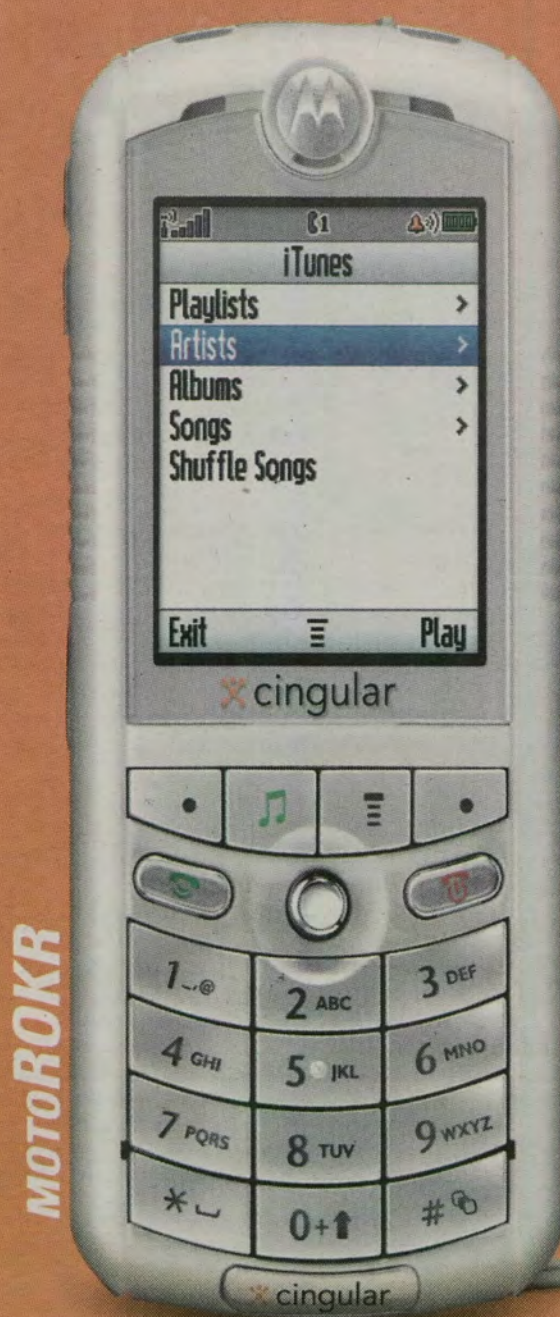 1
iTunes
Playlists >
Artists >
Albums >
Songs >
Shuffle Songs
Exit Play
cingular
1 .,@
2 ABC
3 DEF
4 GHI
5 JKL
6 MNO
7 PQRS
8 TUV
9 WXYZ
*
0+
#
cingular
MOTOROKR